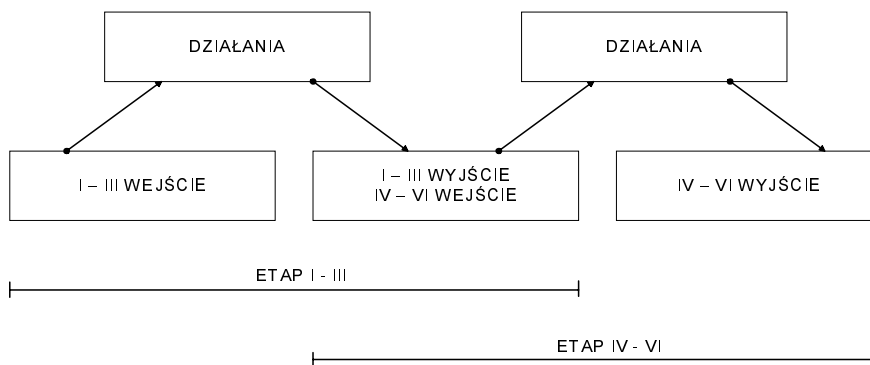 DZIAŁANIA
DZIAŁANIA
I – III WEJŚCIE
I – III WYJŚCIE
IV – VI WEJŚCIE
IV – VI WYJŚCIE
ETAP I - III
ETAP IV - VI